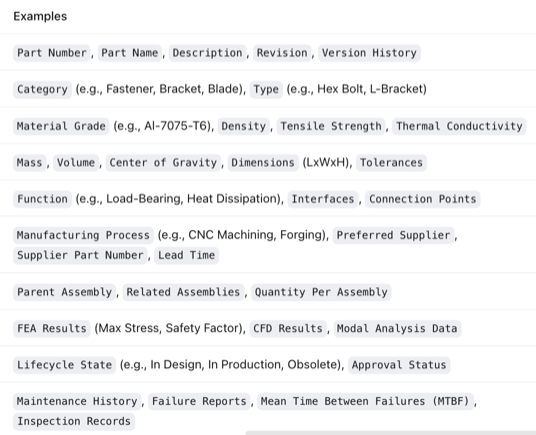 Examples
Part Number, Part Name, Description, Revision, Version History
Category (e.g., Fastener, Bracket, Blade), Type (e.g., Hex Bolt, L-Bracket)
Material Grade (e.g., Al-7075-T6), Density, Tensile Strength, Thermal Conductivity
Mass, Volume, Center of Gravity, Dimensions (LxWxH), Tolerances
Function (e.g., Load-Bearing, Heat Dissipation), Interfaces, Connection Points
Manufacturing Process (e.g., CNC Machining, Forging), Preferred Supplier,
Supplier Part Number, Lead Time
Parent Assembly, Related Assemblies, Quantity Per Assembly
FEA Results (Max Stress, Safety Factor), CFD Results, Modal Analysis Data
Lifecycle State (e.g., In Design, In Production, Obsolete), Approval Status
Maintenance History, Failure Reports, Mean Time Between Failures (MTBF),
Inspection Records